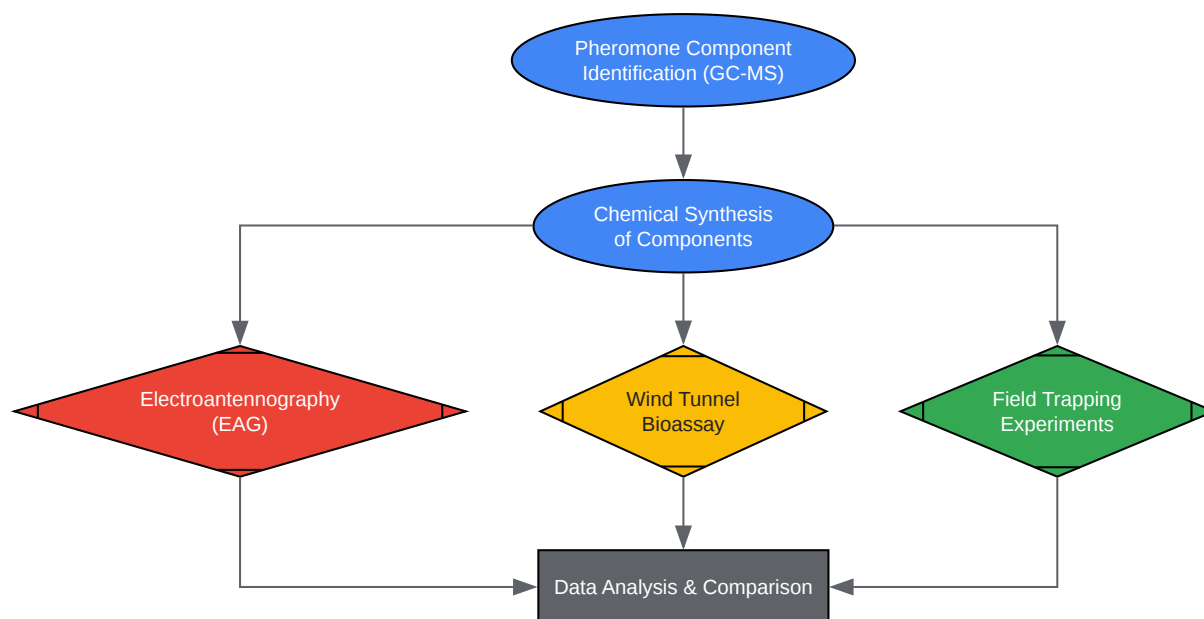 Pheromone Component
Identification (GC-MS)
Chemical Synthesis
of Components
Electroantennography
(EAG)
Wind Tunnel
Bioassay
Field Trapping
Experiments
Data Analysis & Comparison